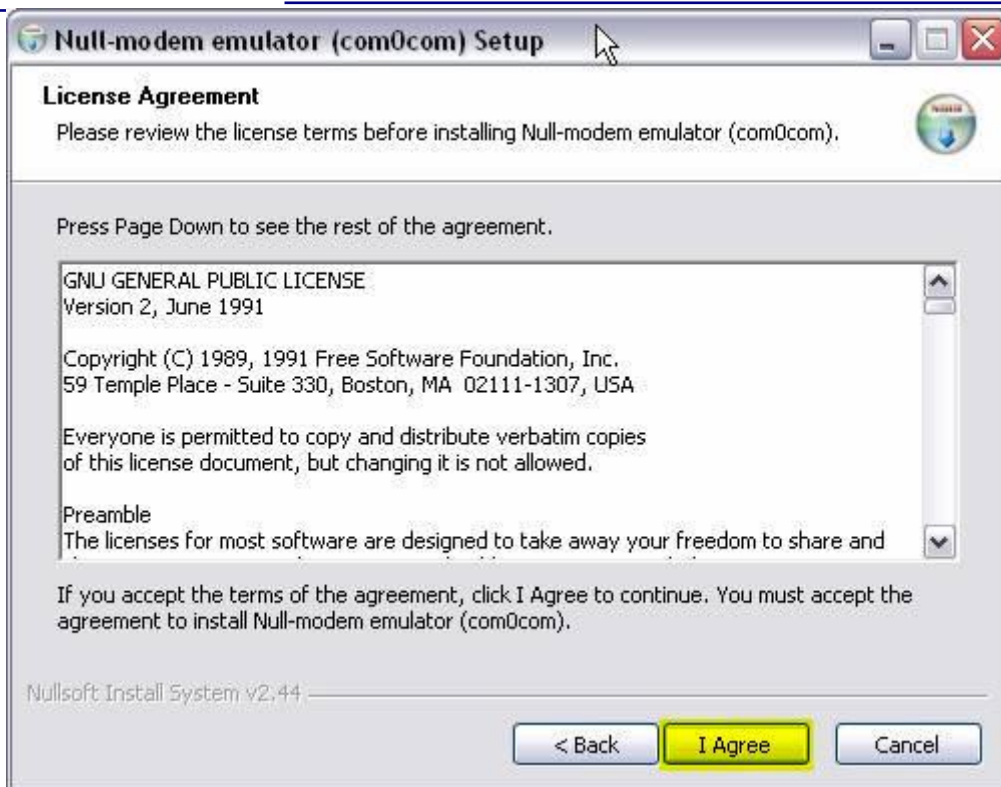 Null-modem emulator (com0com) Setup
License Agreement
Please review the license terms before installing Null-modem emulator (com0com).
Press Page Down to see the rest of the agreement.
GNU GENERAL PUBLIC LICENSE
Version 2, June 1991
Copyright (C) 1989, 1991 Free Software Foundation, Inc.
59 Temple Place - Suite 330, Boston, MA  02111-1307, USA
Everyone is permitted to copy and distribute verbatim copies
of this license document, but changing it is not allowed.
Preamble
The licenses for most software are designed to take away your freedom to share and
If you accept the terms of the agreement, click I Agree to continue. You must accept the
agreement to install Null-modem emulator (com0com).
Nullsoft Install System v2.44
< Back I Agree Cancel